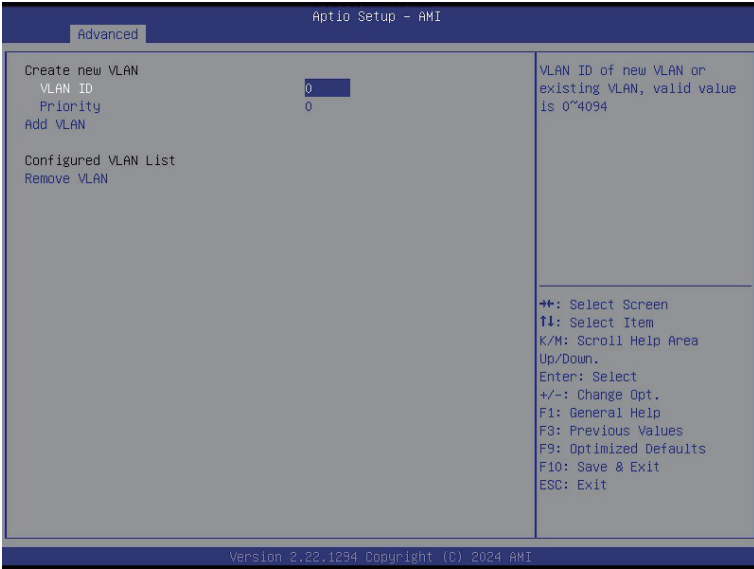 Aptio Setup – AMI
Advanced
Create new VLAN
VLAN ID 0
Priority 0
Add VLAN
Configured VLAN List
Remove VLAN
VLAN ID of new VLAN or
existing VLAN, valid value
is 0~4094
→←: Select Screen
↑↓: Select Item
K/M: Scroll Help Area
Up/Down.
Enter: Select
+/-: Change Opt.
F1: General Help
F3: Previous Values
F9: Optimized Defaults
F10: Save & Exit
ESC: Exit
Version 2.22.1294 Copyright (C) 2024 AMI